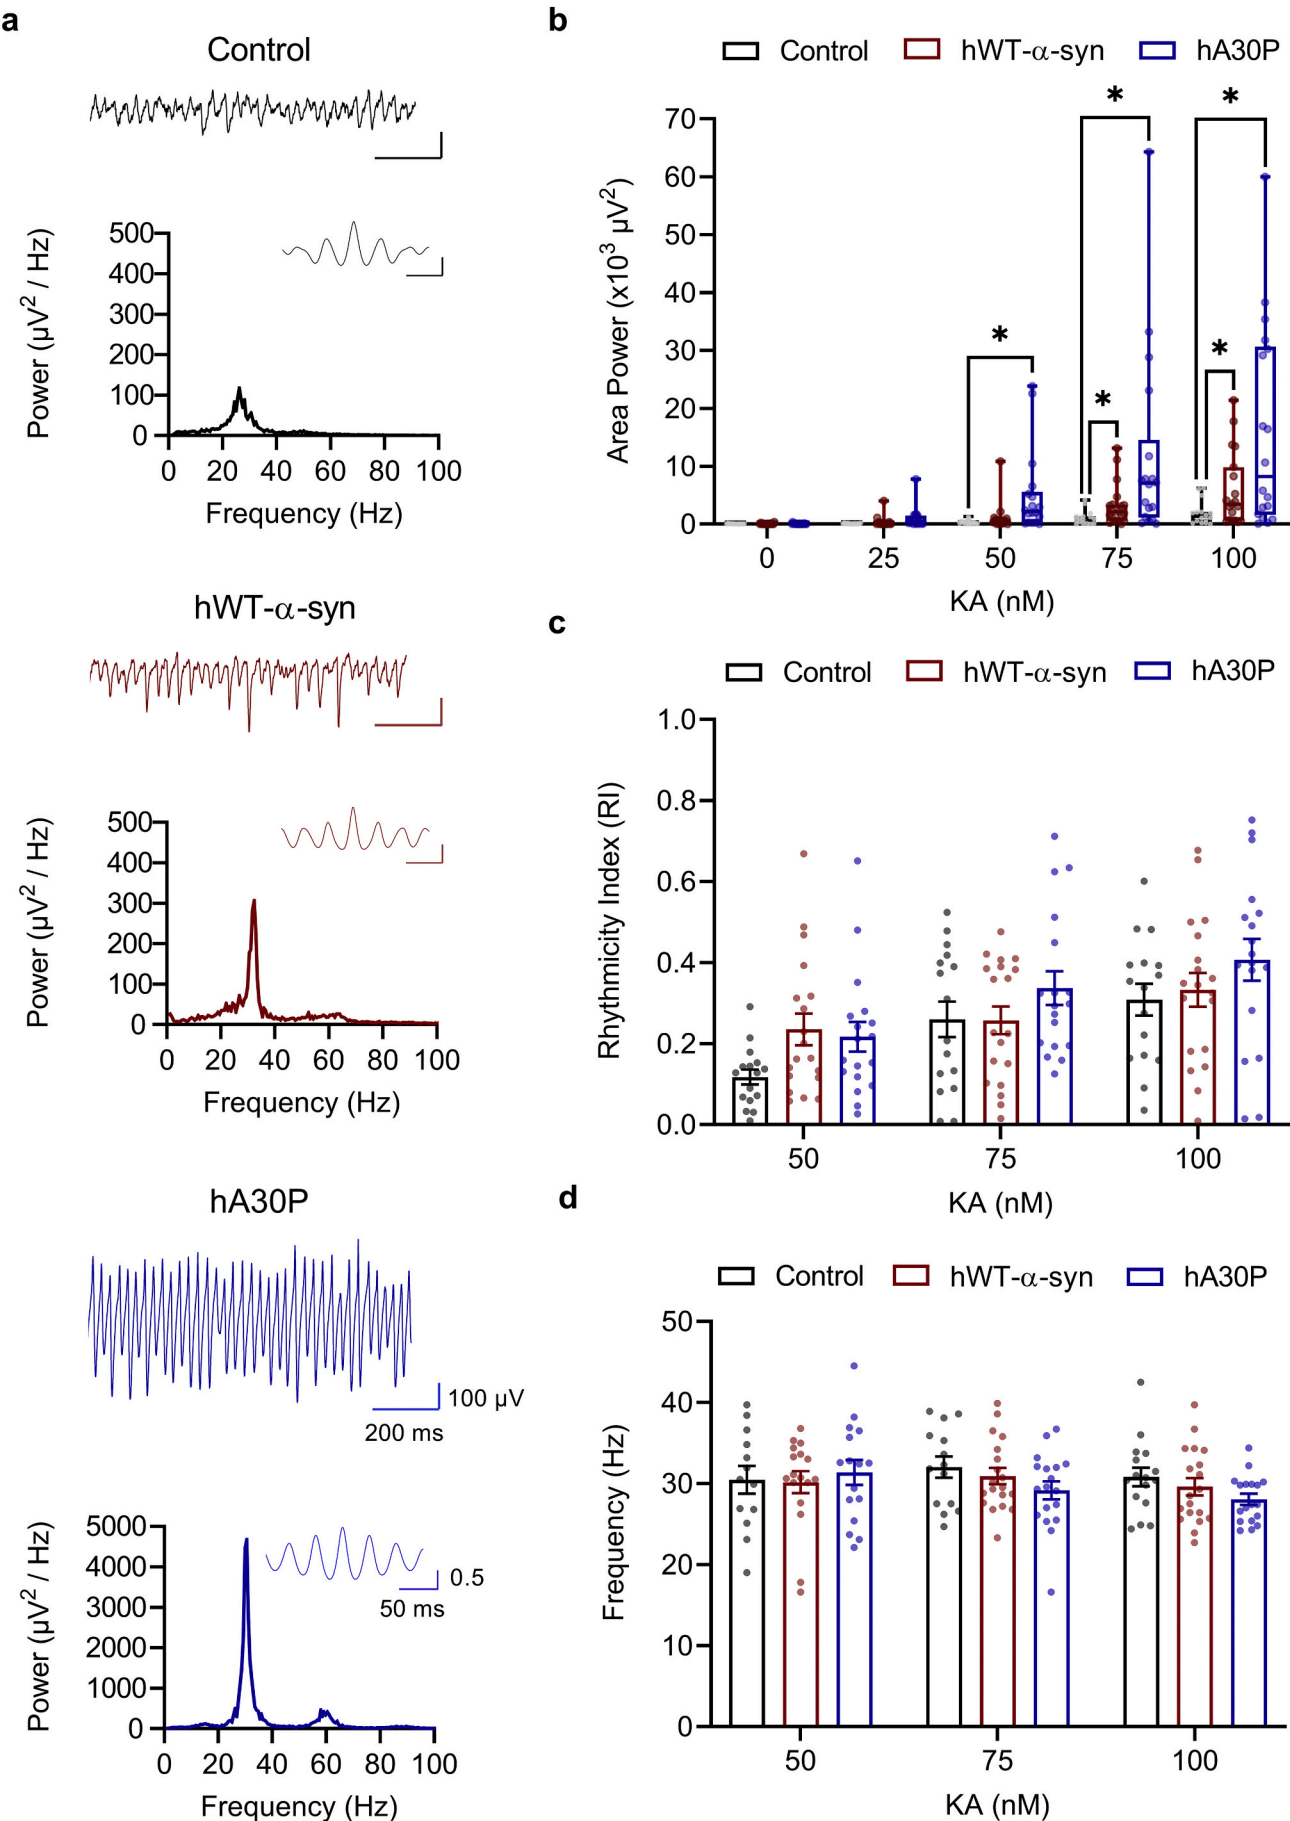 a
Control
Power (µV² / Hz)
500
400
300
200
100
0
0 20 40 60 80 100
Frequency (Hz)
hWT-α-syn
Power (µV² / Hz)
500
400
300
200
100
0
0 20 40 60 80 100
Frequency (Hz)
hA30P
100 µV
200 ms
Power (µV² / Hz)
5000
4000
3000
2000
1000
0
0.5
50 ms
0 20 40 60 80 100
Frequency (Hz)
b
Control hWT-α-syn hA30P
Area Power (x10³ µV²)
70
60
50
40
30
20
10
0
* * * * *
0 25 50 75 100
KA (nM)
c
Control hWT-α-syn hA30P
Rhythmicity Index (RI)
1.0
0.8
0.6
0.4
0.2
0.0
50 75 100
KA (nM)
d
Control hWT-α-syn hA30P
Frequency (Hz)
50
40
30
20
10
0
50 75 100
KA (nM)